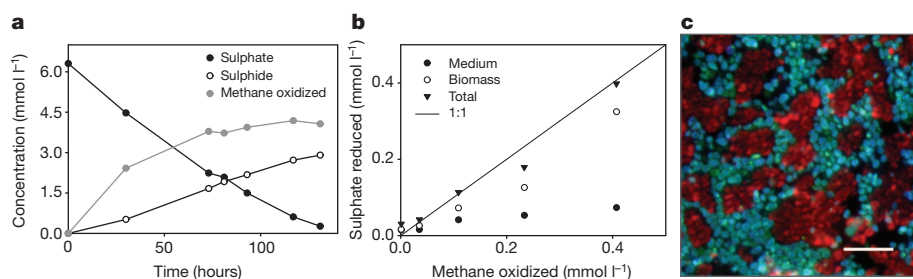 a
Sulphate
Sulphide
Methane oxidized
6.0
4.5
3.0
1.5
0.0
0
50
100
Concentration (mmol l−1)
Time (hours)
b
Medium
Biomass
Total
1:1
0.4
0.2
0.0
0.0
0.2
0.4
Sulphate reduced (mmol l−1)
Methane oxidized (mmol l−1)
c